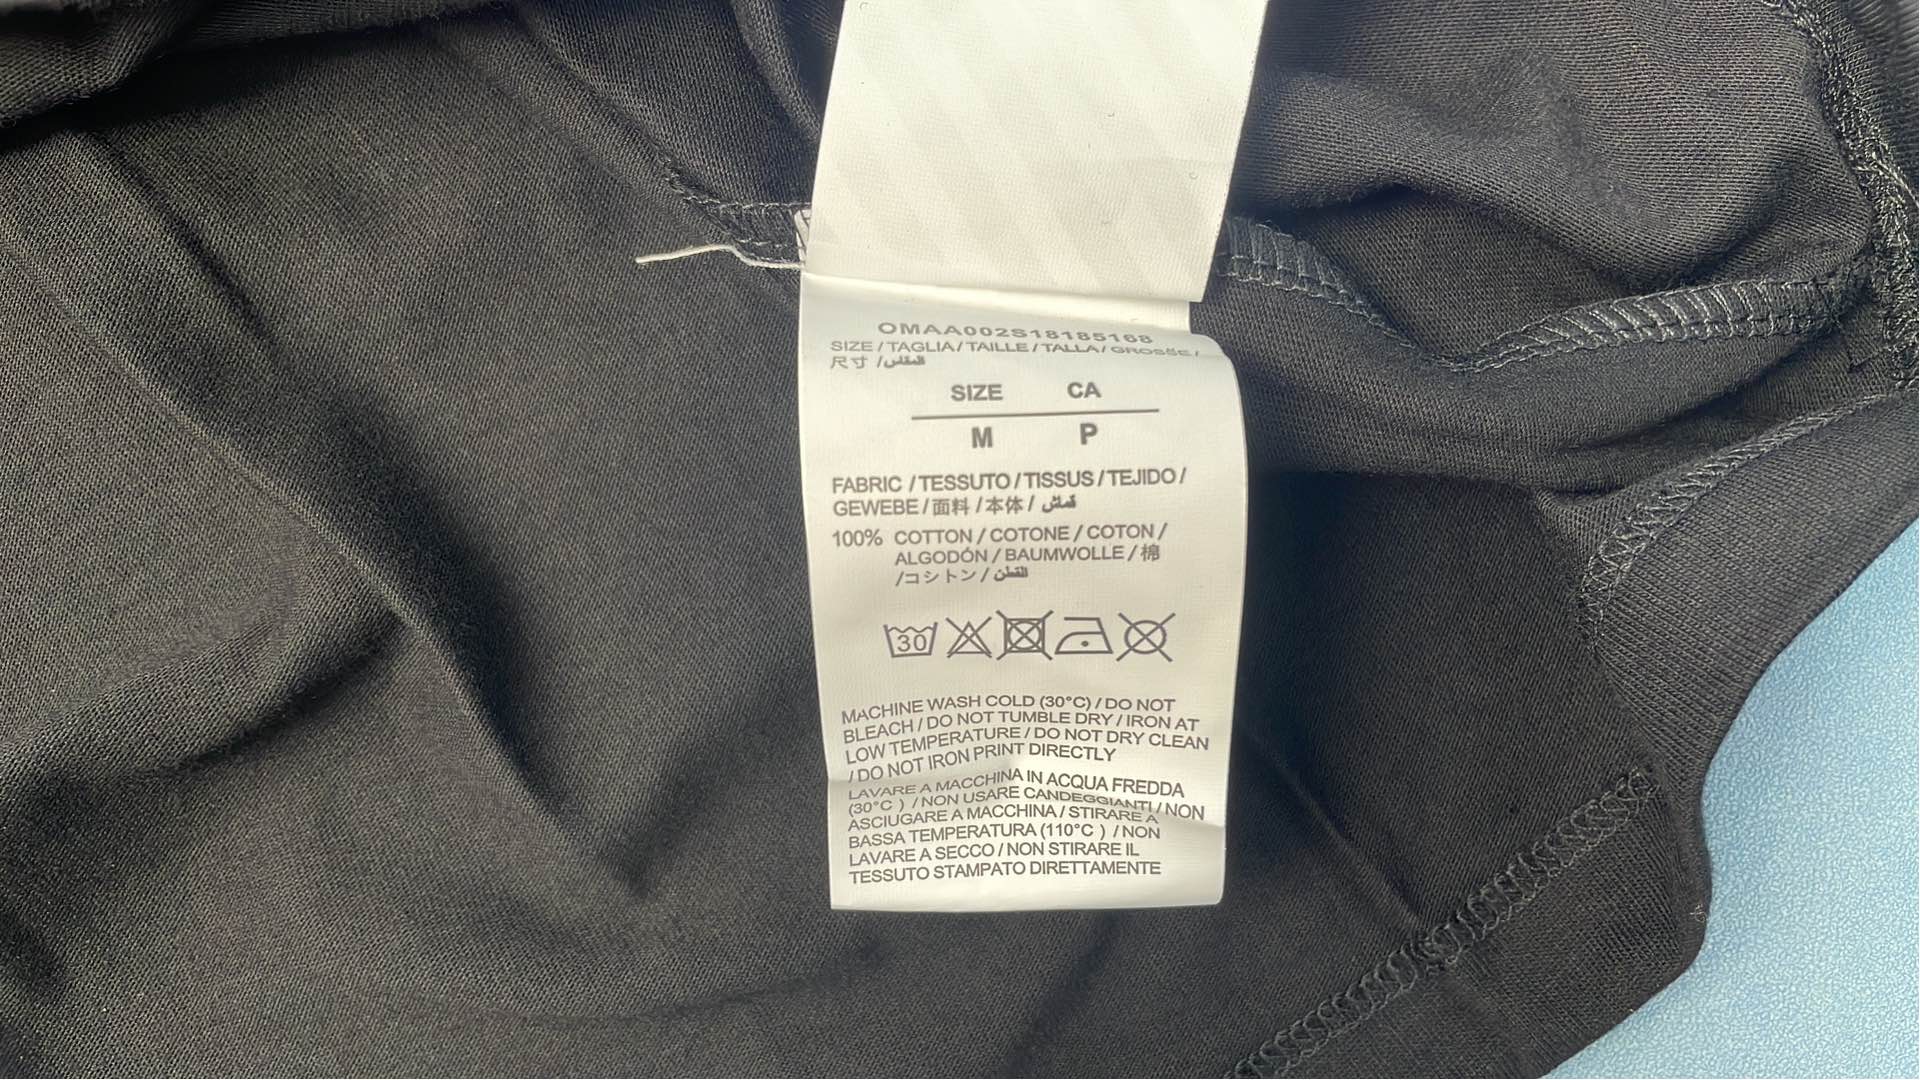 OMAA002S18185168
SIZE / TAGLIA / TAILLE / TALLA / GROSSE /
尺寸 / المقاس
SIZE CA
M P
FABRIC / TESSUTO / TISSUS / TEJIDO /
GEWEBE / 面料 / 本体 / قماش
100% COTTON / COTONE / COTON /
ALGODÓN / BAUMWOLLE / 棉
/ コシトン / القطن
30
MACHINE WASH COLD (30°C) / DO NOT
BLEACH / DO NOT TUMBLE DRY / IRON AT
LOW TEMPERATURE / DO NOT DRY CLEAN
/ DO NOT IRON PRINT DIRECTLY
LAVARE A MACCHINA IN ACQUA FREDDA
(30°C ) / NON USARE CANDEGGIANTI / NON
ASCIUGARE A MACCHINA / STIRARE A
BASSA TEMPERATURA (110°C ) / NON
LAVARE A SECCO / NON STIRARE IL
TESSUTO STAMPATO DIRETTAMENTE